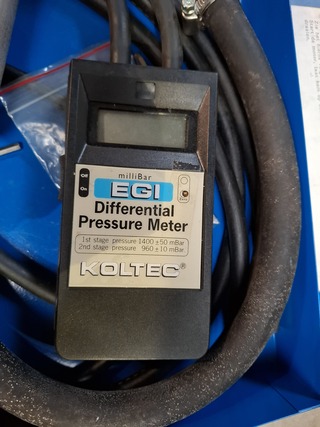 milliBar
Off
On
EGI
Differential
Pressure Meter
1st stage pressure 1400 ± 50 mBar
2nd stage pressure 960 ± 10 mBar
KOLTEC®